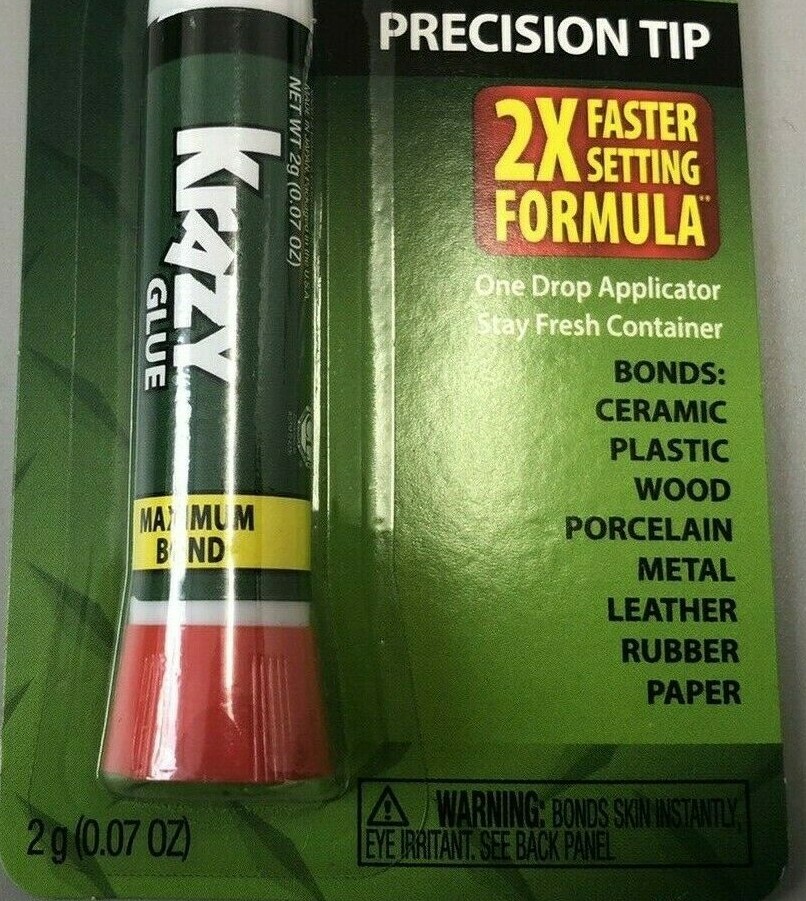 PRECISION TIP
2X FASTER
SETTING
FORMULA**
One Drop Applicator
Stay Fresh Container
BONDS:
CERAMIC
PLASTIC
WOOD
PORCELAIN
METAL
LEATHER
RUBBER
PAPER
KRAZY
GLUE
NET WT 2g (0.07 OZ)
MAXIMUM
BOND
2 g (0.07 OZ)
WARNING: BONDS SKIN INSTANTLY,
EYE IRRITANT. SEE BACK PANEL